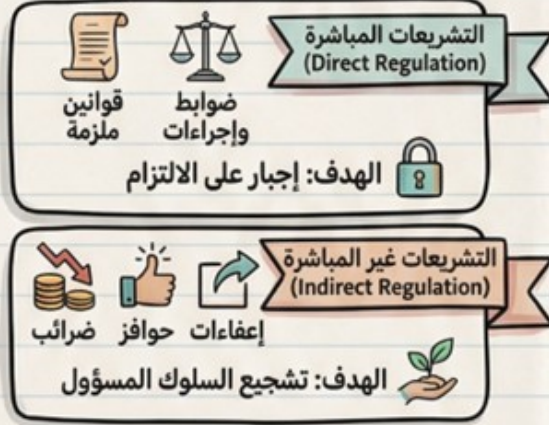 التشريعات المباشرة
(Direct Regulation)
ضوابط
وإجراءات
قوانين
ملزمة
الهدف: إجبار على الالتزام
التشريعات غير المباشرة
(Indirect Regulation)
إعفاءات
حوافز
ضرائب
الهدف: تشجيع السلوك المسؤول